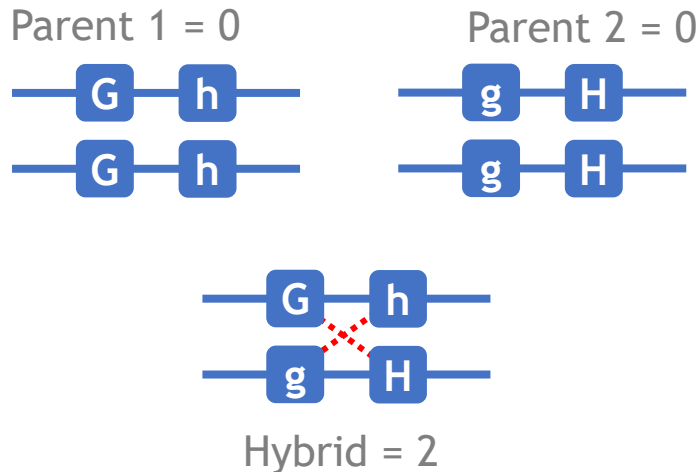 Parent 1 = 0
Parent 2 = 0
G h
g H
G h
g H
G h
g H
Hybrid = 2